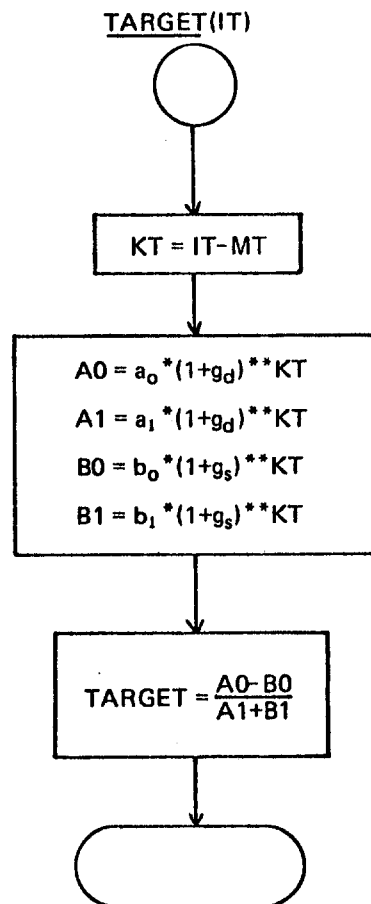 TARGET(IT)
KT = IT-MT
A0 = a₀*(1+g_d)**KT
A1 = a₁*(1+g_d)**KT
B0 = b₀*(1+g_s)**KT
B1 = b₁*(1+g_s)**KT
TARGET = A0-B0
A1+B1